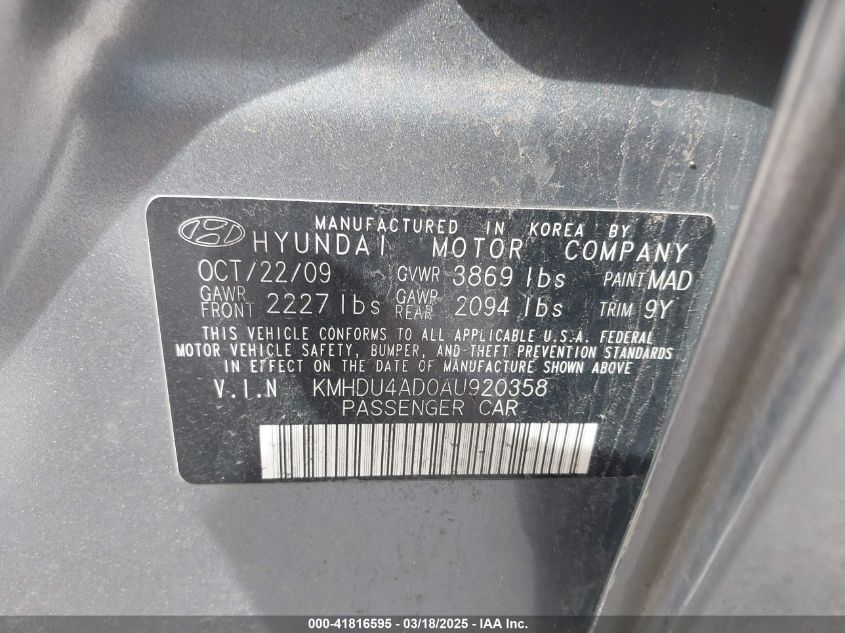 MANUFACTURED IN KOREA BY
HYUNDAI MOTOR COMPANY
OCT/22/09 GVWR 3869 lbs PAINT MAD
GAWR FRONT 2227 lbs GAWR REAR 2094 lbs TRIM 9Y
THIS VEHICLE CONFORMS TO ALL APPLICABLE U.S.A. FEDERAL
MOTOR VEHICLE SAFETY, BUMPER, AND THEFT PREVENTION STANDARDS
IN EFFECT ON THE DATE OF MANUFACTURE SHOWN ABOVE
V.I.N KMHDU4AD0AU920358
PASSENGER CAR
000-41816595 - 03/18/2025 - IAA Inc.